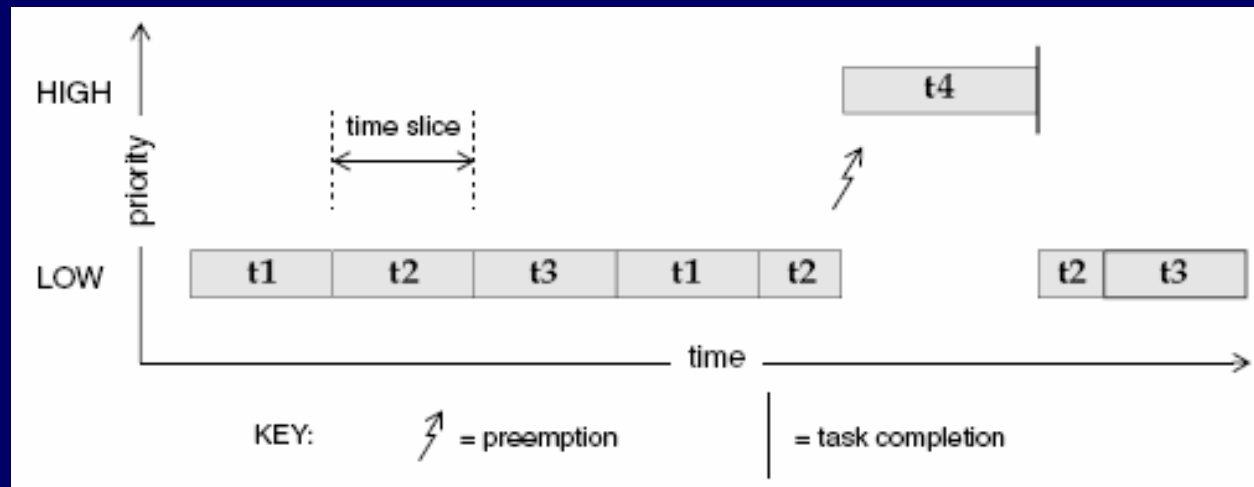 HIGH
t4
time slice
priority
LOW
t1 t2 t3 t1 t2 t2 t3
time
KEY: = preemption = task completion